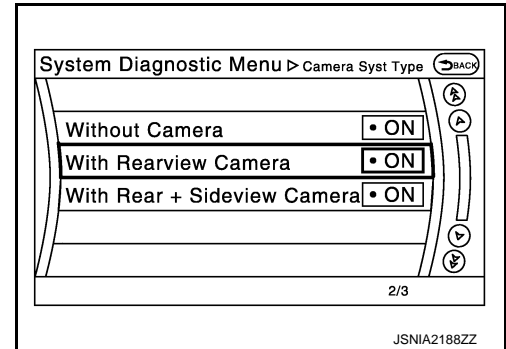 System Diagnostic Menu ▷ Camera Syst Type BACK
Without Camera • ON
With Rearview Camera • ON
With Rear + Sideview Camera • ON
2/3
JSNIA2188ZZ